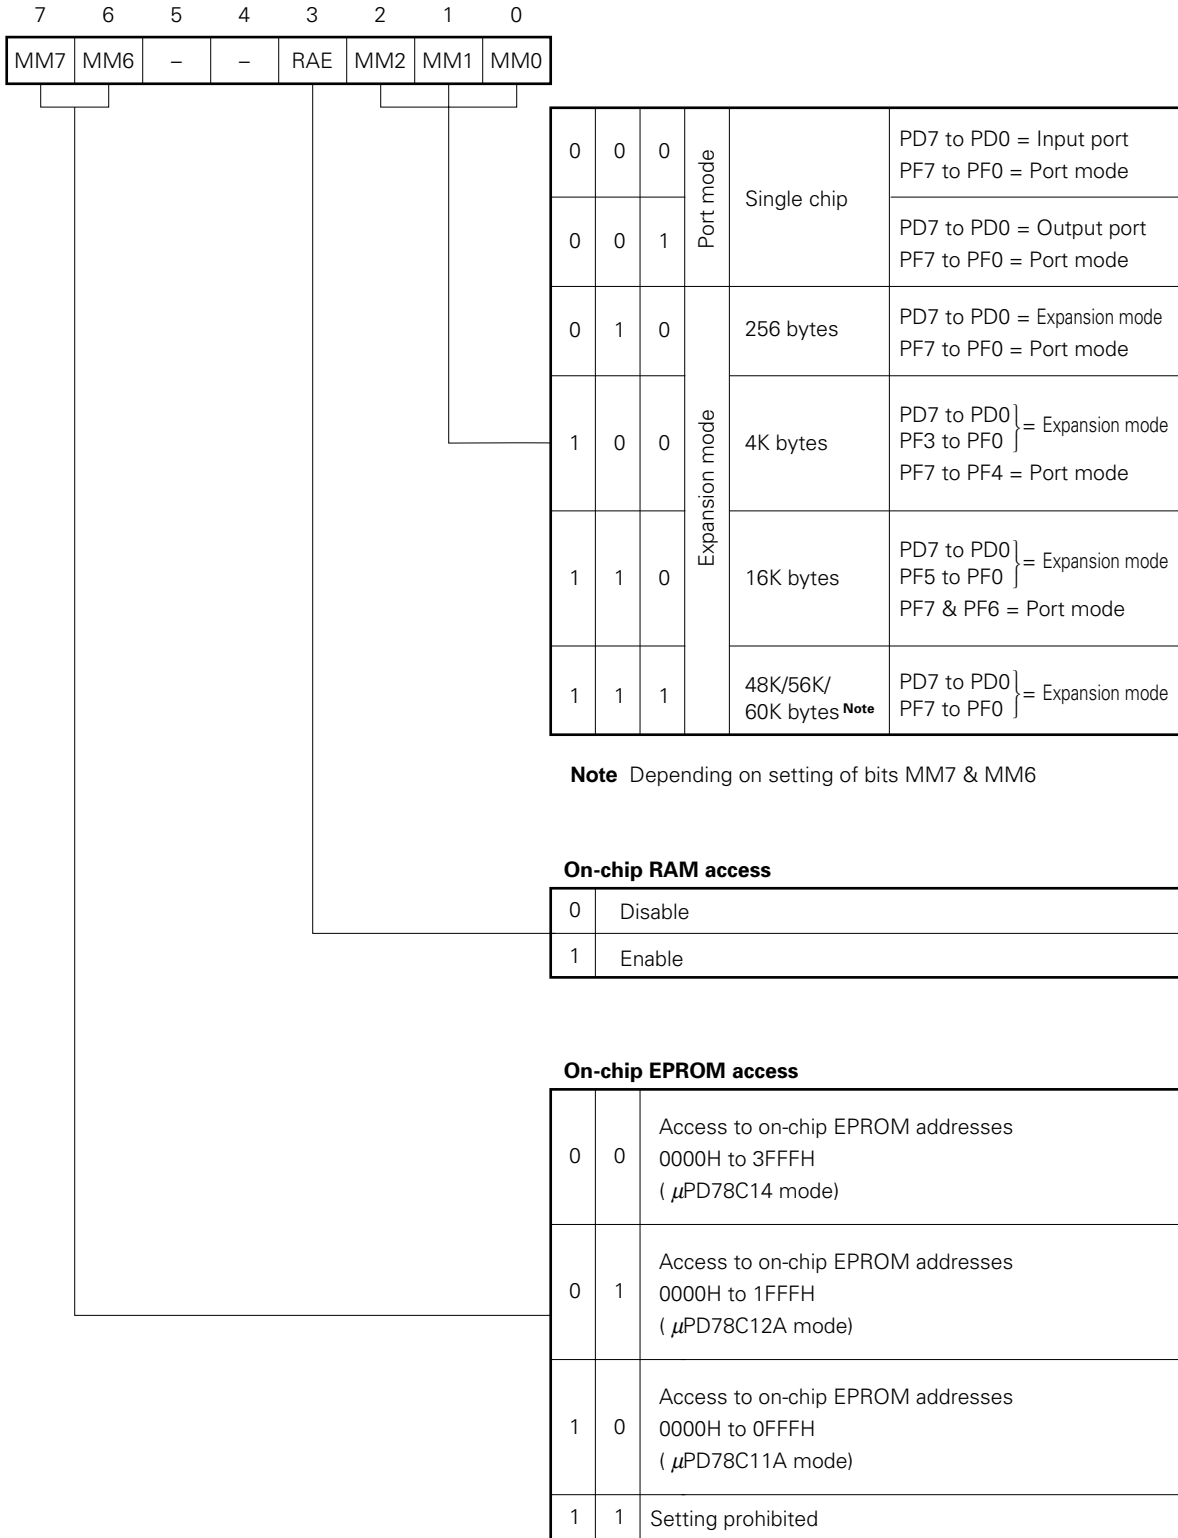 7 6 5 4 3 2 1 0
MM7 MM6 – – RAE MM2 MM1 MM0
0 0 0 Port mode Single chip PD7 to PD0 = Input port
PF7 to PF0 = Port mode
0 0 1 PD7 to PD0 = Output port
PF7 to PF0 = Port mode
0 1 0 Expansion mode 256 bytes PD7 to PD0 = Expansion mode
PF7 to PF0 = Port mode
1 0 0 4K bytes PD7 to PD0
PF3 to PF0 } = Expansion mode
PF7 to PF4 = Port mode
1 1 0 16K bytes PD7 to PD0
PF5 to PF0 } = Expansion mode
PF7 & PF6 = Port mode
1 1 1 48K/56K/
60K bytes Note PD7 to PD0
PF7 to PF0 } = Expansion mode
Note Depending on setting of bits MM7 & MM6
On-chip RAM access
0 Disable
1 Enable
On-chip EPROM access
0 0 Access to on-chip EPROM addresses
0000H to 3FFFH
( µPD78C14 mode)
0 1 Access to on-chip EPROM addresses
0000H to 1FFFH
( µPD78C12A mode)
1 0 Access to on-chip EPROM addresses
0000H to 0FFFH
( µPD78C11A mode)
1 1 Setting prohibited